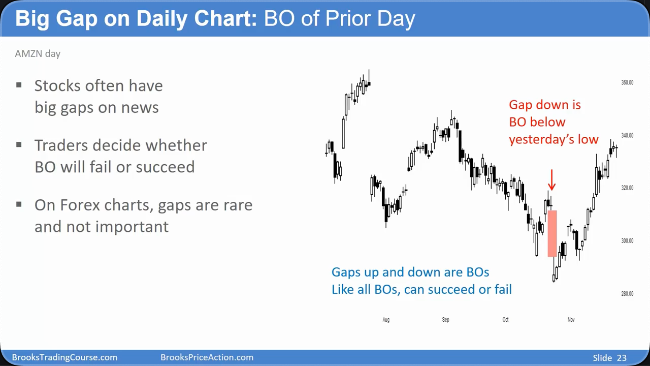 Big Gap on Daily Chart: BO of Prior Day
AMZN day
▪ Stocks often have
big gaps on news
▪ Traders decide whether
BO will fail or succeed
▪ On Forex charts, gaps are rare
and not important
Gap down is
BO below
yesterday's low
Gaps up and down are BOs
Like all BOs, can succeed or fail
360.00
340.00
320.00
300.00
280.00
Aug
Sep
Oct
Nov
BrooksTradingCourse.com
BrooksPriceAction.com
Slide 23